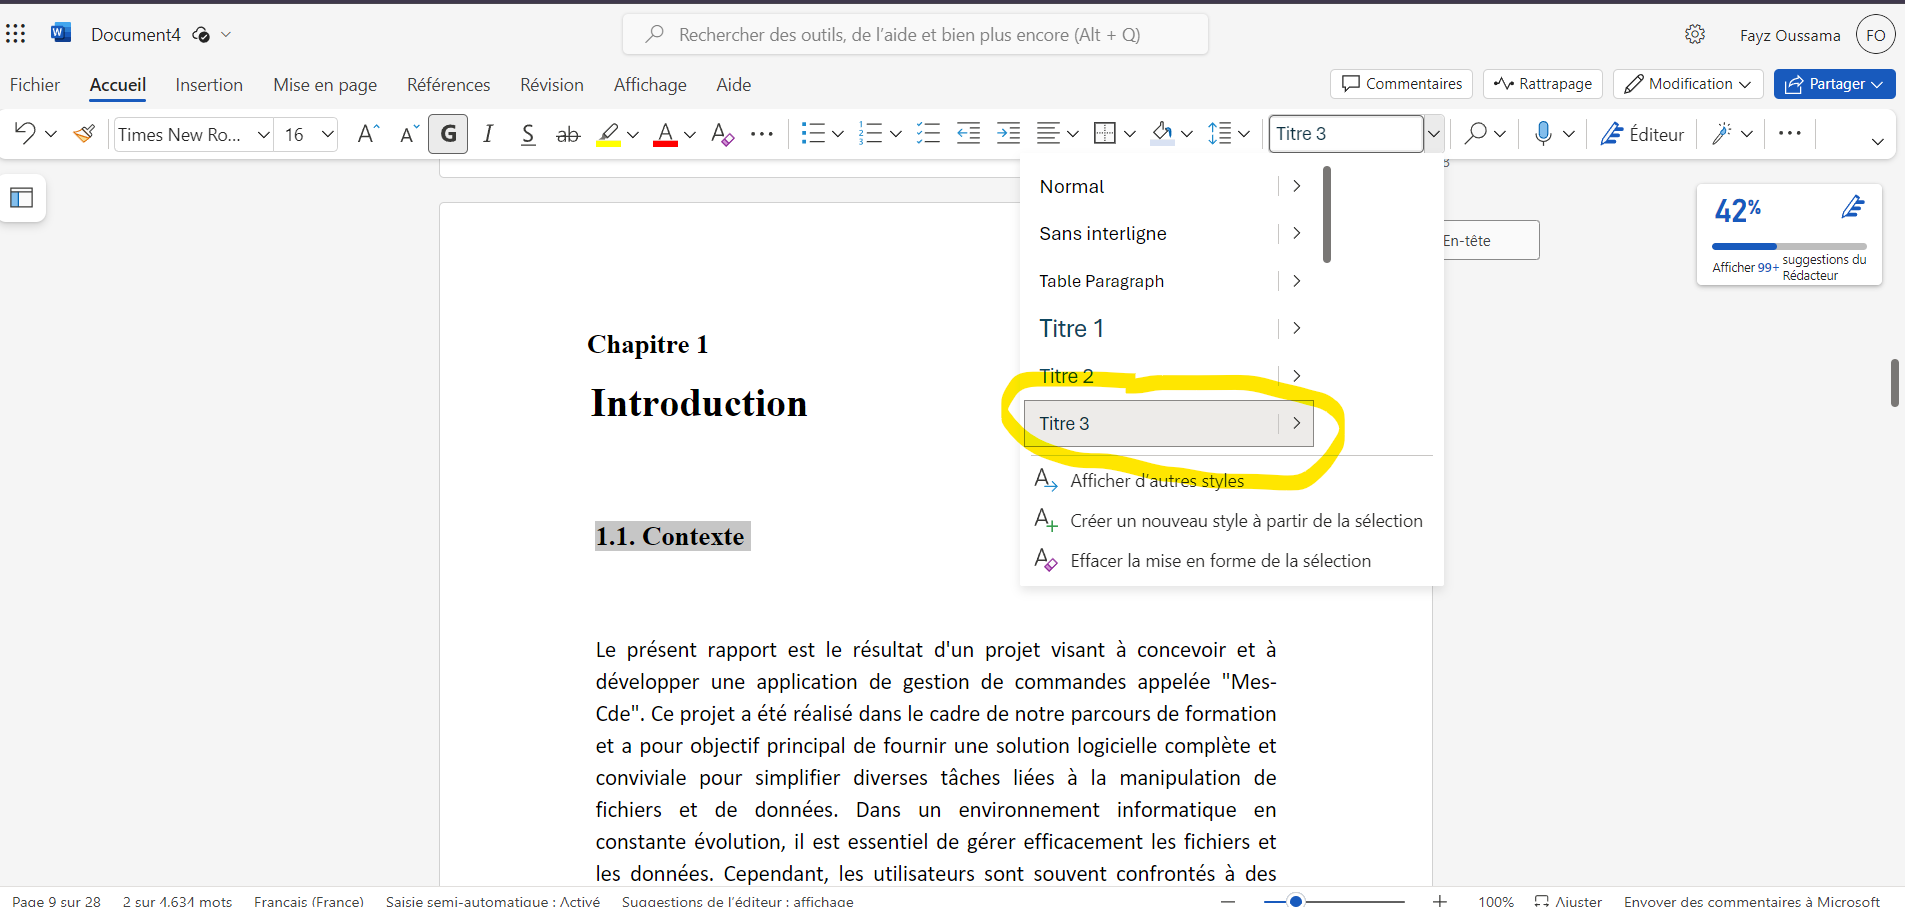 Document4
Rechercher des outils, de l'aide et bien plus encore (Alt + Q)
Fayz Oussama
FO
Fichier
Accueil
Insertion
Mise en page
Références
Révision
Affichage
Aide
Commentaires
Rattrapage
Modification
Partager
Times New Ro...
16
G
I
S
ab
A
Titre 3
Éditeur
Normal
Sans interligne
Table Paragraph
Titre 1
Titre 2
Titre 3
Afficher d'autres styles
Créer un nouveau style à partir de la sélection
Effacer la mise en forme de la sélection
En-tête
42%
Afficher 99+ suggestions du
Rédacteur
Chapitre 1
Introduction
1.1. Contexte
Le présent rapport est le résultat d'un projet visant à concevoir et à
développer une application de gestion de commandes appelée "Mes-
Cde". Ce projet a été réalisé dans le cadre de notre parcours de formation
et a pour objectif principal de fournir une solution logicielle complète et
conviviale pour simplifier diverses tâches liées à la manipulation de
fichiers et de données. Dans un environnement informatique en
constante évolution, il est essentiel de gérer efficacement les fichiers et
les données. Cependant, les utilisateurs sont souvent confrontés à des
Page 9 sur 28
2 sur 4,634 mots
Français (France)
Saisie semi-automatique : Activé
Suggestions de l'éditeur : affichage
100%
Ajuster
Envoyer des commentaires à Microsoft